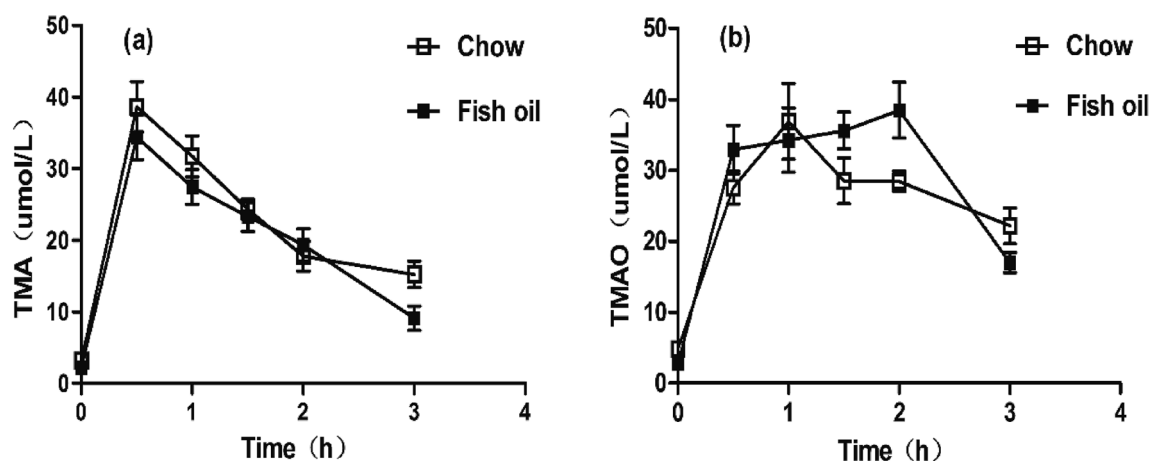 (a)
Chow
Fish oil
TMA（umol/L）
50
40
30
20
10
0
0 1 2 3 4
Time（h）
(b)
Chow
Fish oil
TMAO（umol/L）
50
40
30
20
10
0
0 1 2 3 4
Time（h）